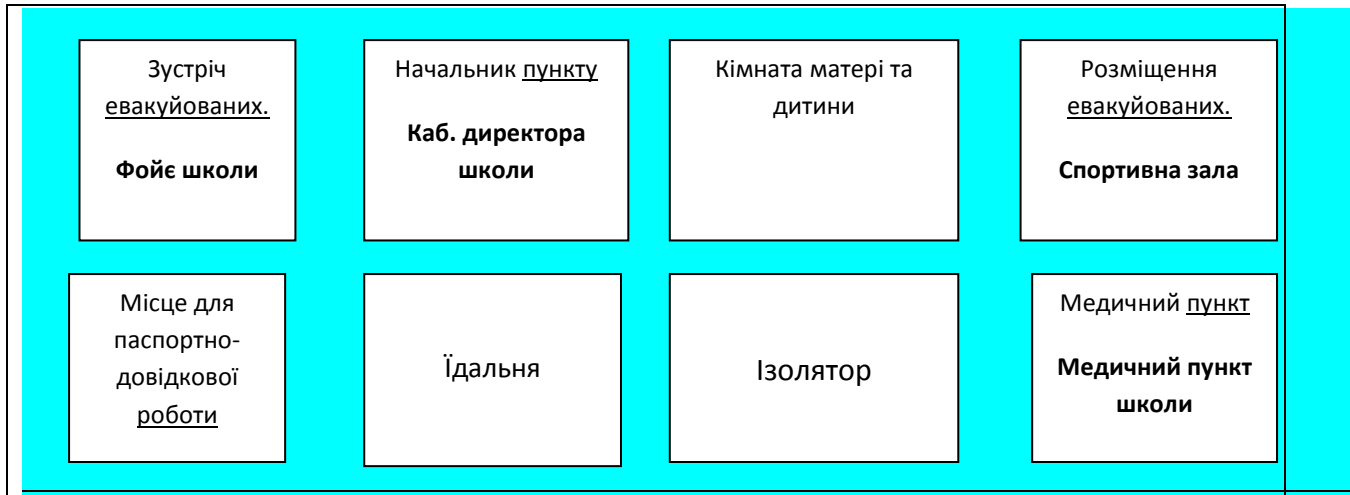 Зустріч
евакуйованих.
Фойє школи
Начальник пункту
Каб. директора
школи
Кімната матері та
дитини
Розміщення
евакуйованих.
Спортивна зала
Місце для
паспортно-
довідкової
роботи
Їдальня
Ізолятор
Медичний пункт
Медичний пункт
школи